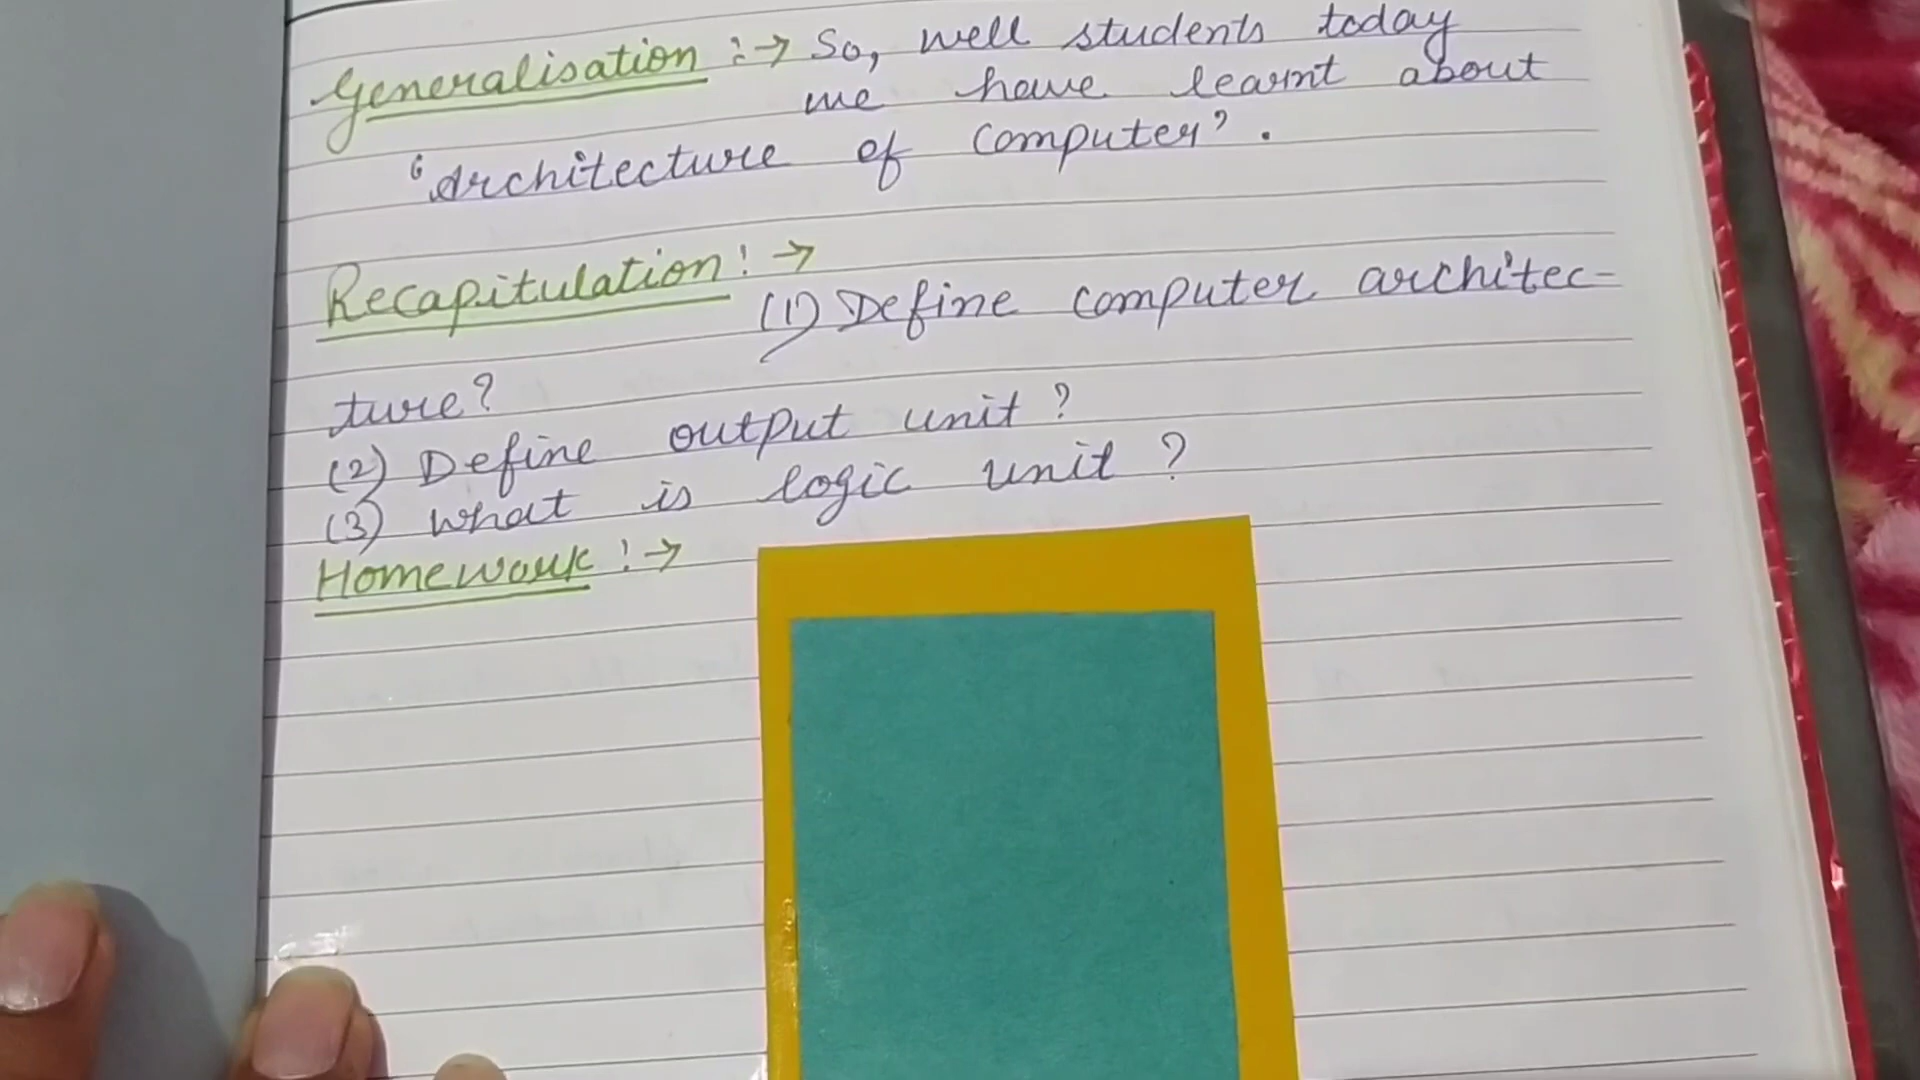 Generalisation :→ So, well students today
we have learnt about
'Architecture of Computer'.
Recapitulation :→
(1) Define computer architec-
ture?
(2) Define output unit ?
(3) What is logic unit ?
Homework :→